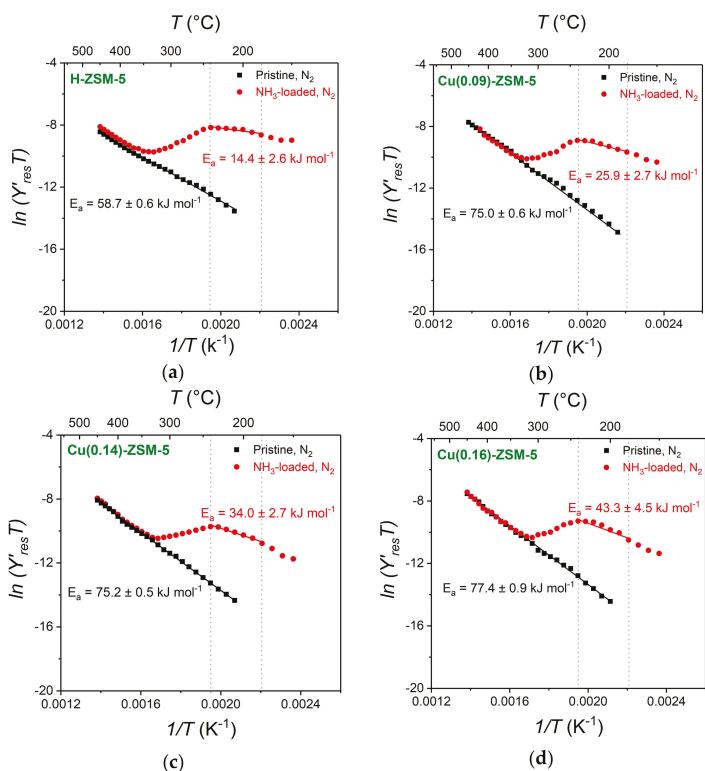 T (°C)
400 300 200
H-ZSM-5
Pristine, N₂
NH₃-loaded, N₂
Eₐ = 14.4 ± 2.6 kJ mol⁻¹
Eₐ = 58.7 ± 0.6 kJ mol⁻¹
ln (Y'ᵣₑₛT)
-4
-8
-12
-16
-20
0.0012 0.0016 0.0020 0.0024
1/T (k⁻¹)
(a)
T (°C)
400 300 200
Cu(0.09)-ZSM-5
Pristine, N₂
NH₃-loaded, N₂
Eₐ = 25.9 ± 2.7 kJ mol⁻¹
Eₐ = 75.0 ± 0.6 kJ mol⁻¹
ln (Y'ᵣₑₛT)
-4
-8
-12
-16
-20
0.0012 0.0016 0.0020 0.0024
1/T (K⁻¹)
(b)
T (°C)
500 400 300 200
Cu(0.14)-ZSM-5
Pristine, N₂
NH₃-loaded, N₂
Eₐ = 34.0 ± 2.7 kJ mol⁻¹
Eₐ = 75.2 ± 0.5 kJ mol⁻¹
ln (Y'ᵣₑₛT)
-4
-8
-12
-16
-20
0.0012 0.0016 0.0020 0.0024
1/T (K⁻¹)
(c)
T (°C)
500 400 300 200
Cu(0.16)-ZSM-5
Pristine, N₂
NH₃-loaded, N₂
Eₐ = 43.3 ± 4.5 kJ mol⁻¹
Eₐ = 77.4 ± 0.9 kJ mol⁻¹
ln (Y'ᵣₑₛT)
-4
-8
-12
-16
-20
0.0012 0.0016 0.0020 0.0024
1/T (K⁻¹)
(d)